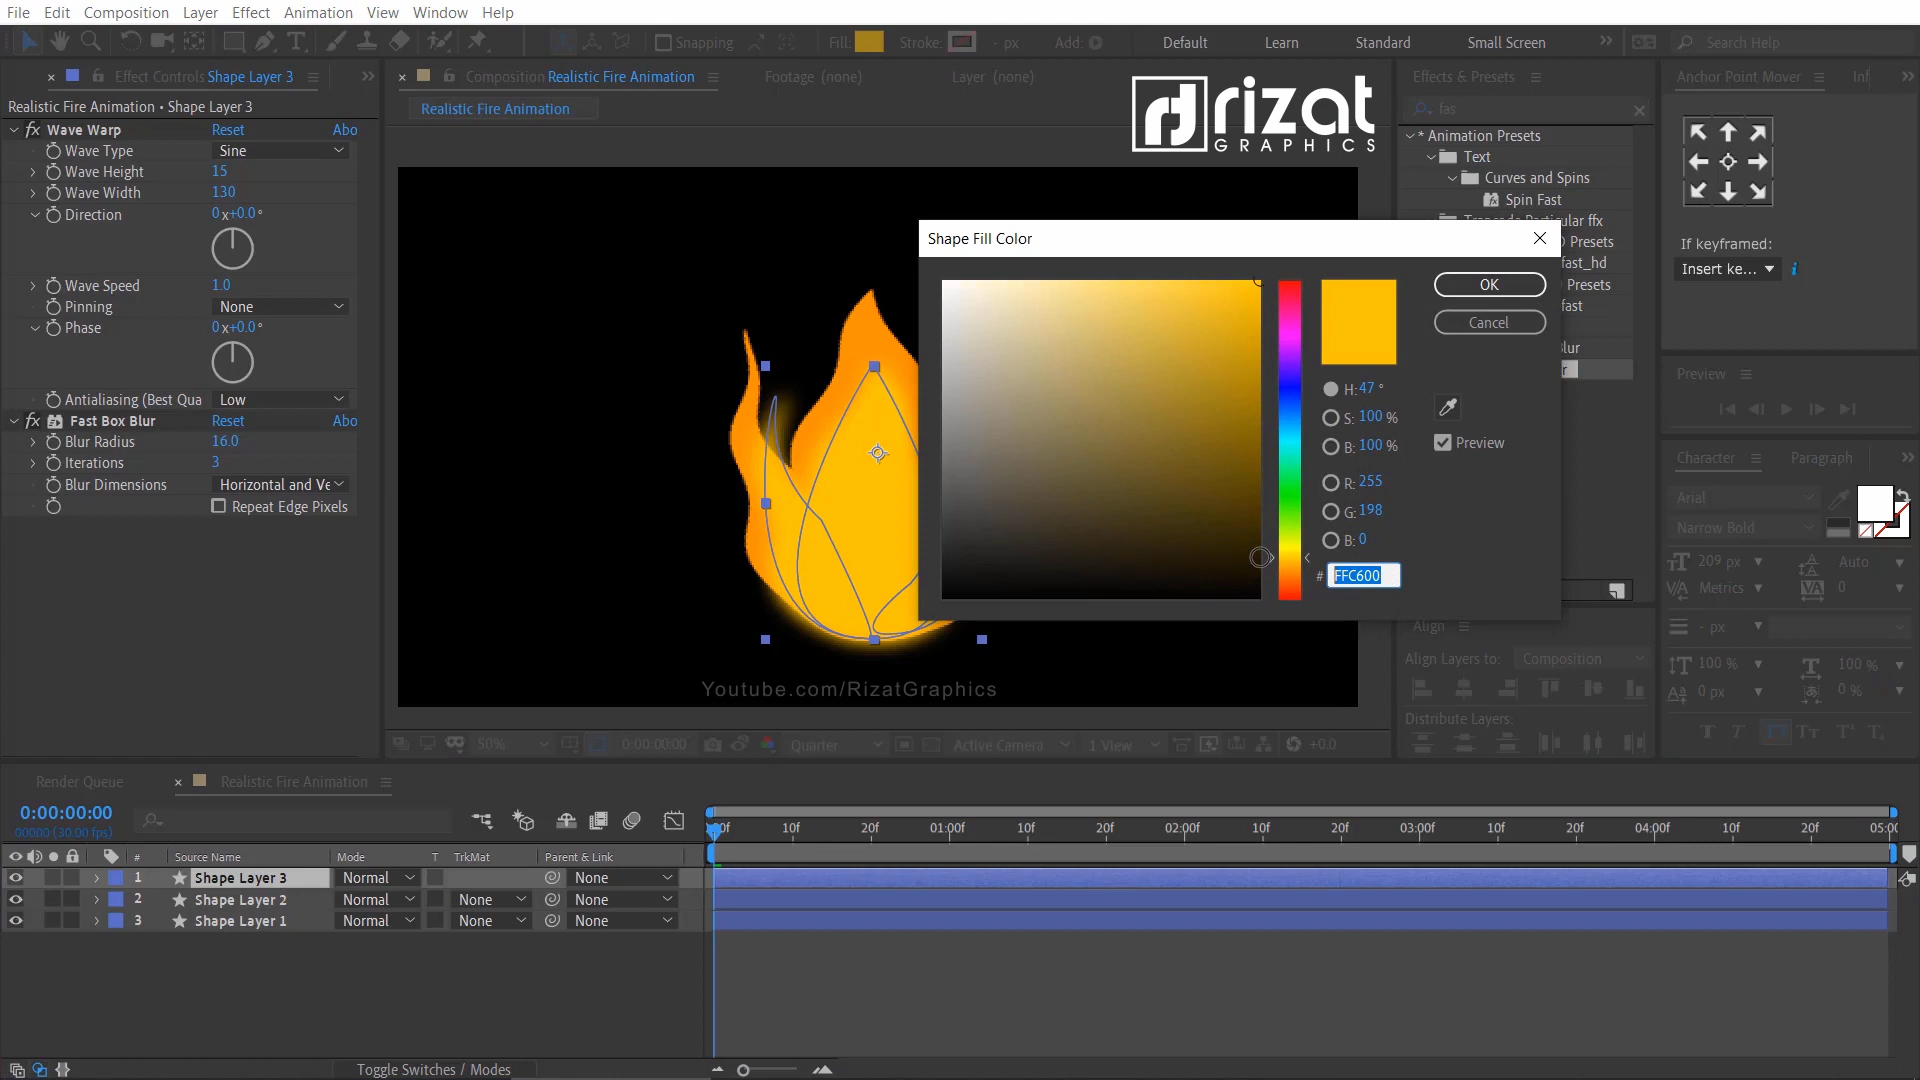 File Edit Composition Layer Effect Animation View Window Help
Snapping Fill: Stroke: - px Add: Default Learn Standard Small Screen Search Help
Effect Controls Shape Layer 3
Realistic Fire Animation • Shape Layer 3
fx Wave Warp Reset Abo
Wave Type Sine
Wave Height 15
Wave Width 130
Direction 0x+0.0°
Wave Speed 1.0
Pinning None
Phase 0x+0.0°
Antialiasing (Best Qua Low
fx Fast Box Blur Reset Abo
Blur Radius 16.0
Iterations 3
Blur Dimensions Horizontal and Ve
Repeat Edge Pixels
Composition Realistic Fire Animation Footage (none) Layer (none)
Realistic Fire Animation
rizat
GRAPHICS
Youtube.com/RizatGraphics
50% 0:00:00:00 Quarter Active Camera 1 View +0.0
Shape Fill Color
OK
Cancel
H: 47 °
S: 100 %
B: 100 %
Preview
R: 255
G: 198
B: 0
# FFC600
Effects & Presets
fas
* Animation Presets
Text
Curves and Spins
Spin Fast
ffx
Presets
fast_hd
Presets
fast
lur
r
Align
Align Layers to: Composition
Distribute Layers:
Anchor Point Mover Inf
If keyframed:
Insert ke... i
Preview
Character Paragraph
Arial
Narrow Bold
209 px Auto
Metrics 0
- px
100 % 100 %
0 px 0 %
Render Queue Realistic Fire Animation
0:00:00:00
00000 (30.00 fps)
# Source Name Mode T TrkMat Parent & Link
1 Shape Layer 3 Normal None
2 Shape Layer 2 Normal None None
3 Shape Layer 1 Normal None None
10f 20f 01:00f 10f 20f 02:00f 10f 20f 03:00f 10f 20f 04:00f 10f 20f 05:00
Toggle Switches / Modes